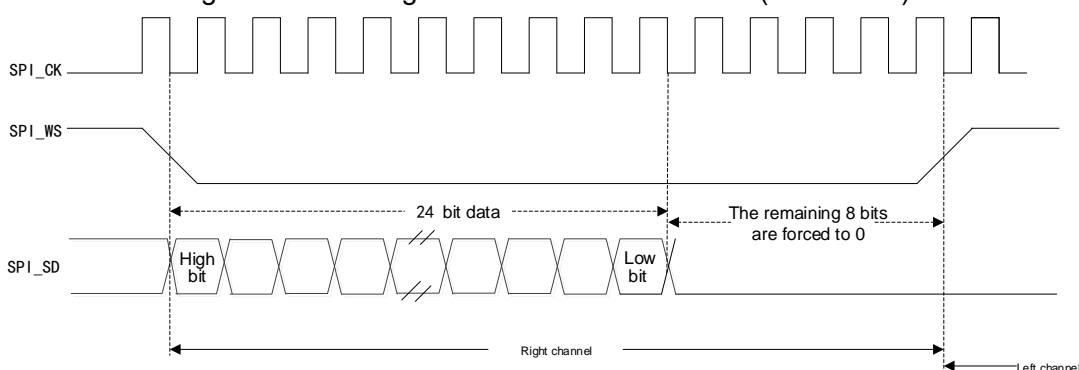 SPI_CK
SPI_WS
24 bit data
The remaining 8 bits
are forced to 0
SPI_SD
High
bit
Low
bit
Right channel
Left channel